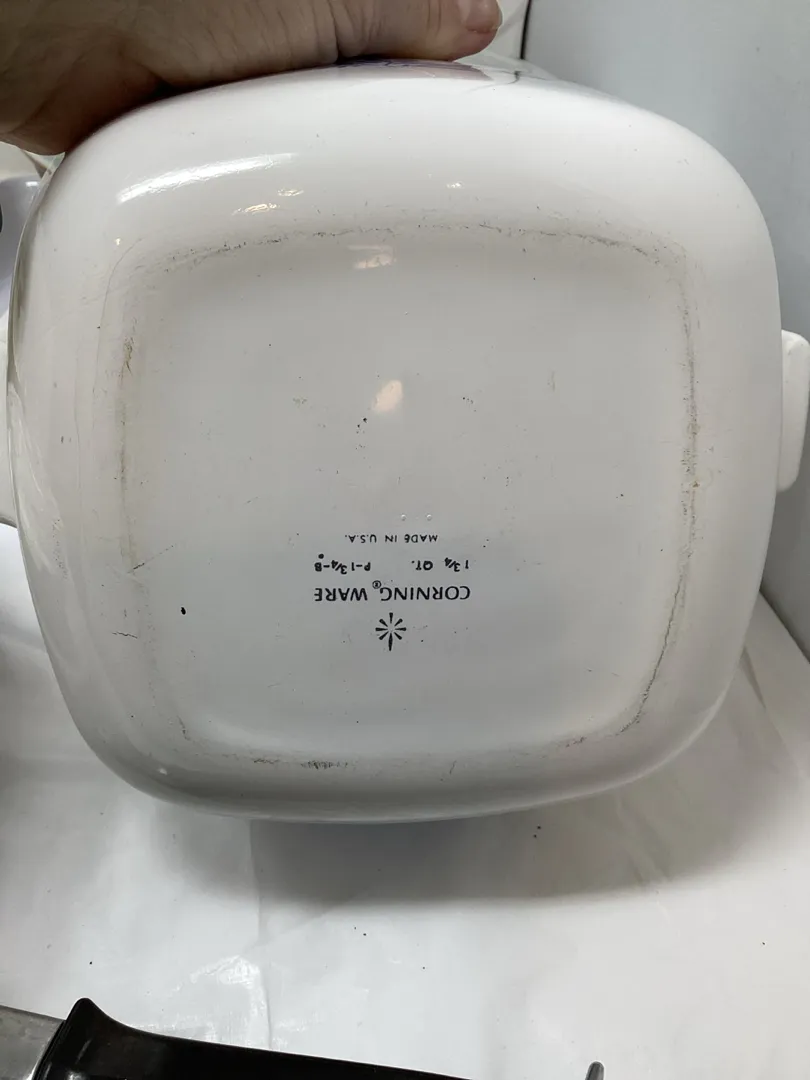 CORNING® WARE
1 3/4 QT. P-1 3/4-B
MADE IN U.S.A.